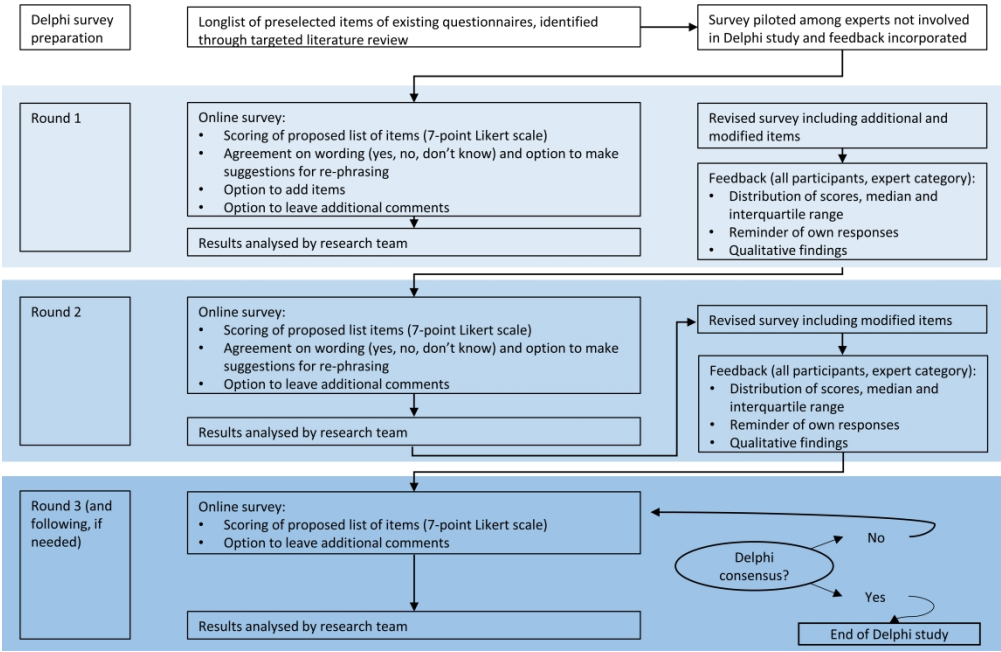 Delphi survey
preparation
Longlist of preselected items of existing questionnaires, identified
through targeted literature review
Survey piloted among experts not involved
in Delphi study and feedback incorporated
Round 1
Online survey:
• Scoring of proposed list of items (7-point Likert scale)
• Agreement on wording (yes, no, don't know) and option to make
suggestions for re-phrasing
• Option to add items
• Option to leave additional comments
Results analysed by research team
Revised survey including additional and
modified items
Feedback (all participants, expert category):
• Distribution of scores, median and
interquartile range
• Reminder of own responses
• Qualitative findings
Round 2
Online survey:
• Scoring of proposed list items (7-point Likert scale)
• Agreement on wording (yes, no, don't know) and option to make
suggestions for re-phrasing
• Option to leave additional comments
Results analysed by research team
Revised survey including modified items
Feedback (all participants, expert category):
• Distribution of scores, median and
interquartile range
• Reminder of own responses
• Qualitative findings
Round 3 (and
following, if
needed)
Online survey:
• Scoring of proposed list of items (7-point Likert scale)
• Option to leave additional comments
Results analysed by research team
Delphi
consensus?
No
Yes
End of Delphi study